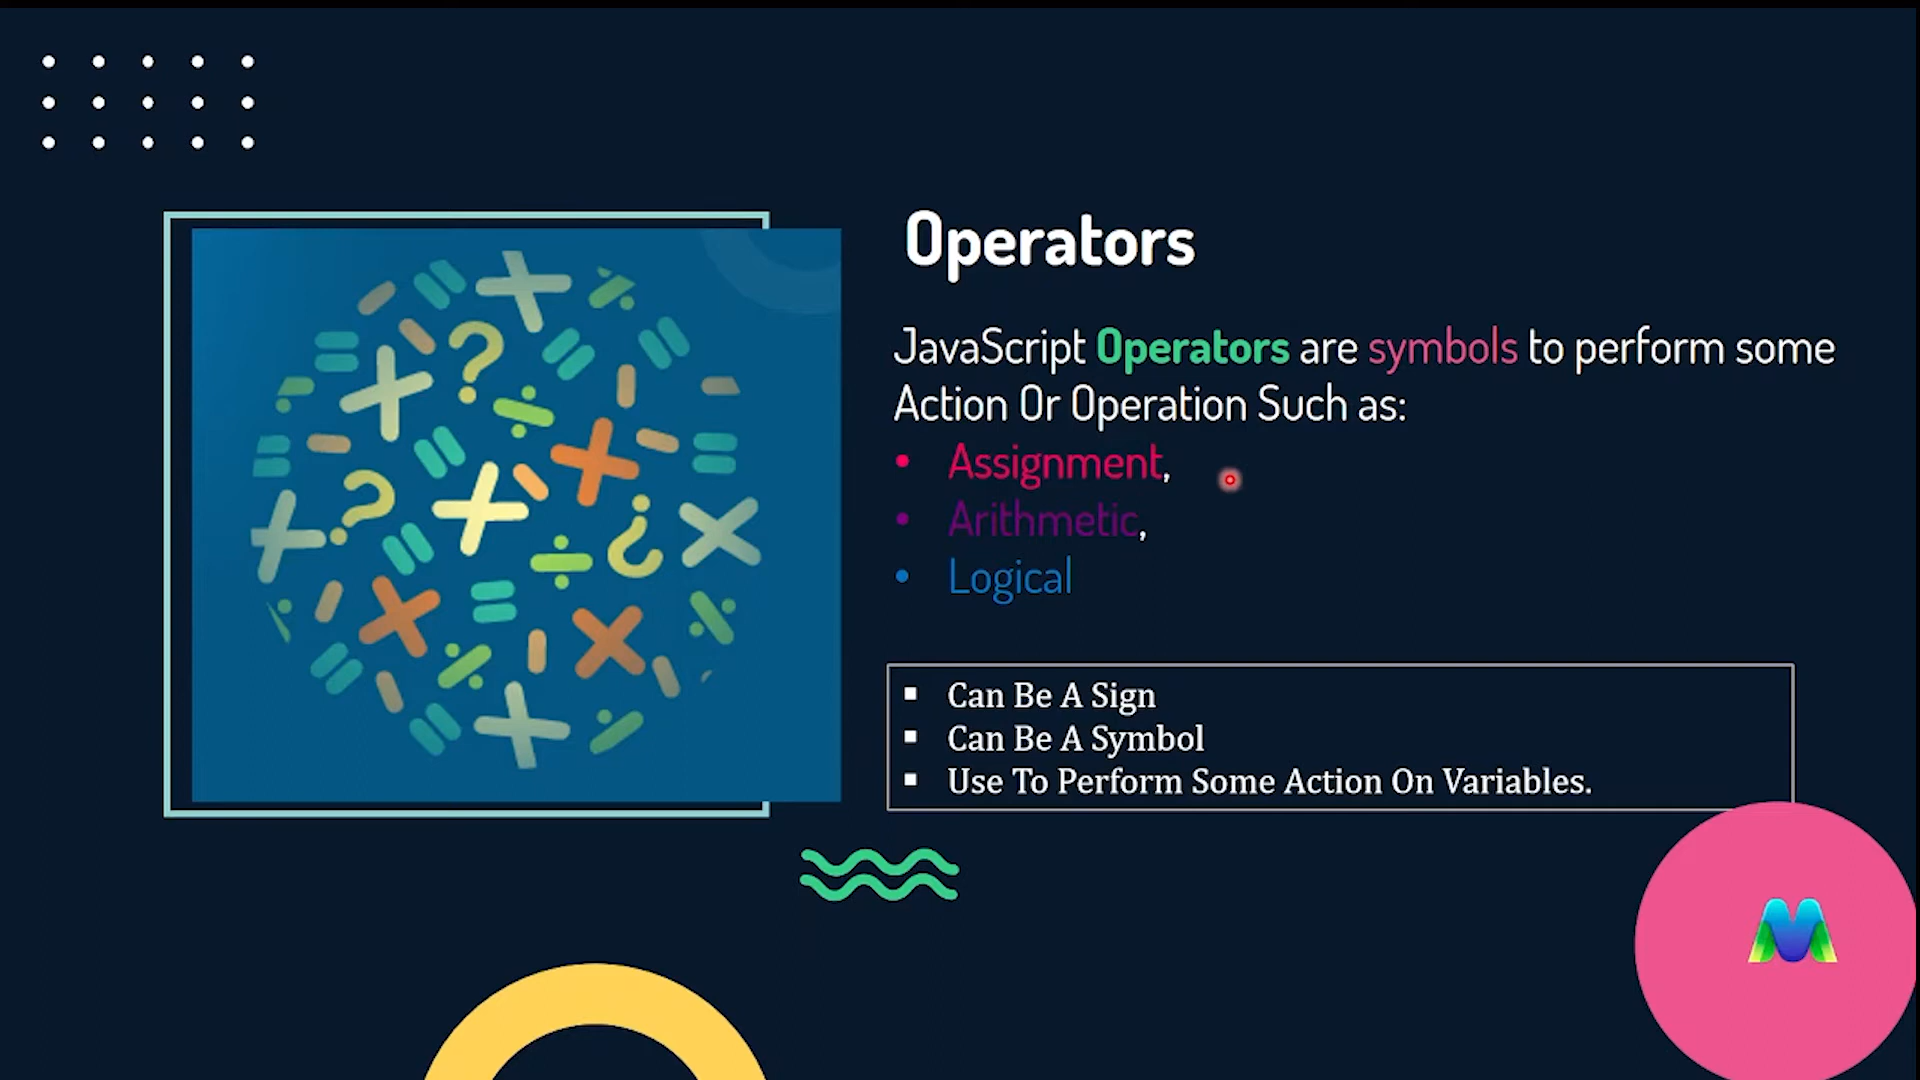 Operators
JavaScript Operators are symbols to perform some
Action Or Operation Such as:
• Assignment,
• Arithmetic,
• Logical
▪ Can Be A Sign
▪ Can Be A Symbol
▪ Use To Perform Some Action On Variables.